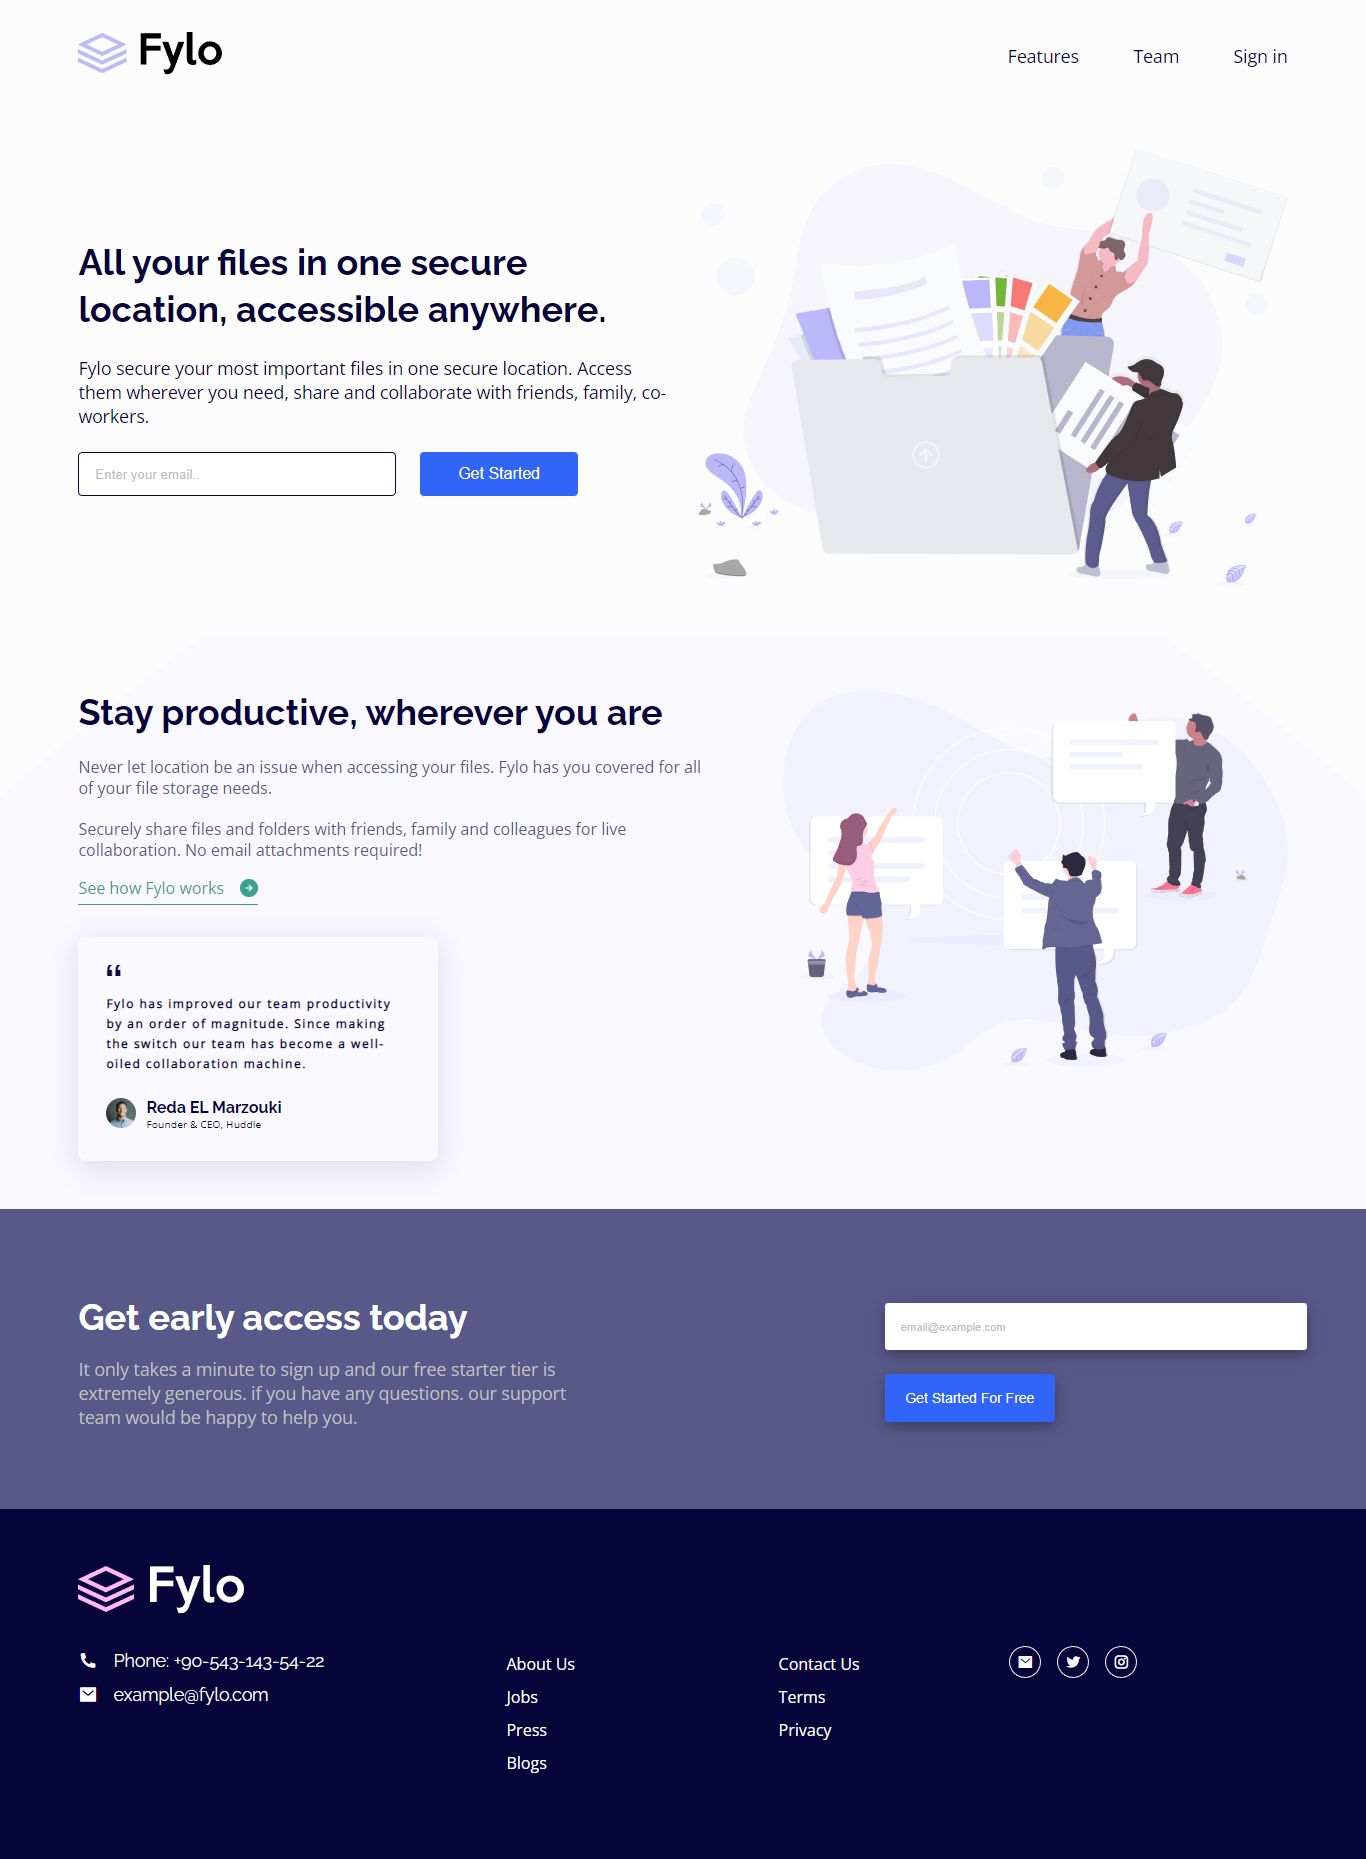 Fylo
Features
Team
Sign in
All your files in one secure
location, accessible anywhere.
Fylo secure your most important files in one secure location. Access
them wherever you need, share and collaborate with friends, family, co-
workers.
Enter your email..
Get Started
Stay productive, wherever you are
Never let location be an issue when accessing your files. Fylo has you covered for all
of your file storage needs.
Securely share files and folders with friends, family and colleagues for live
collaboration. No email attachments required!
See how Fylo works
“
Fylo has improved our team productivity
by an order of magnitude. Since making
the switch our team has become a well-
oiled collaboration machine.
Reda EL Marzouki
Founder & CEO, Huddle
Get early access today
It only takes a minute to sign up and our free starter tier is
extremely generous. if you have any questions. our support
team would be happy to help you.
email@example.com
Get Started For Free
Fylo
Phone: +90-543-143-54-22
example@fylo.com
About Us
Jobs
Press
Blogs
Contact Us
Terms
Privacy